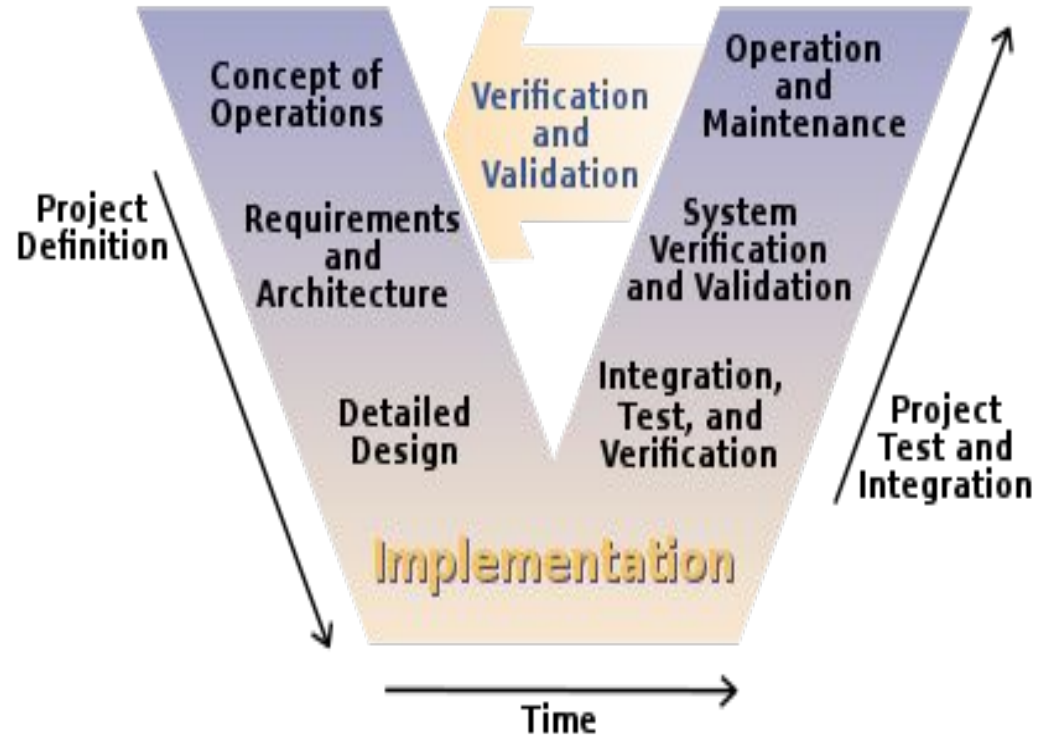 Concept of
Operations
Verification
and
Validation
Operation
and
Maintenance
Project
Definition
Requirements
and
Architecture
System
Verification
and Validation
Detailed
Design
Integration,
Test, and
Verification
Project
Test and
Integration
Implementation
Time